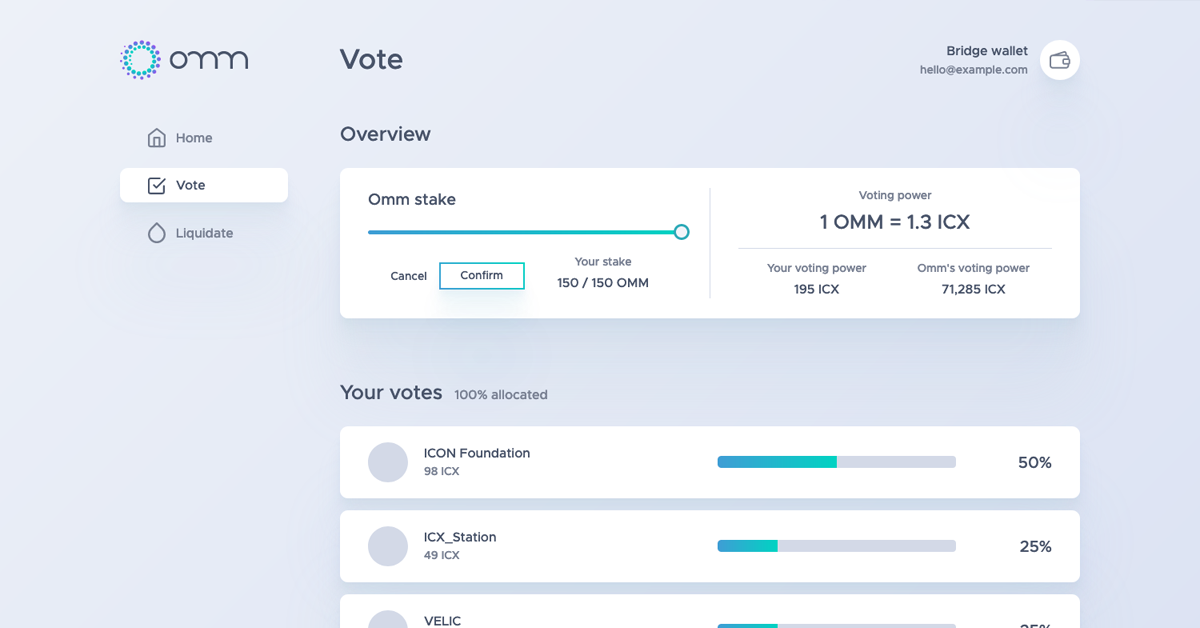 omm
Vote
Bridge wallet
hello@example.com
Home
Vote
Liquidate
Overview
Omm stake
Cancel
Confirm
Your stake
150 / 150 OMM
Voting power
1 OMM = 1.3 ICX
Your voting power
195 ICX
Omm's voting power
71,285 ICX
Your votes 100% allocated
ICON Foundation
98 ICX
50%
ICX_Station
49 ICX
25%
VELIC
25%